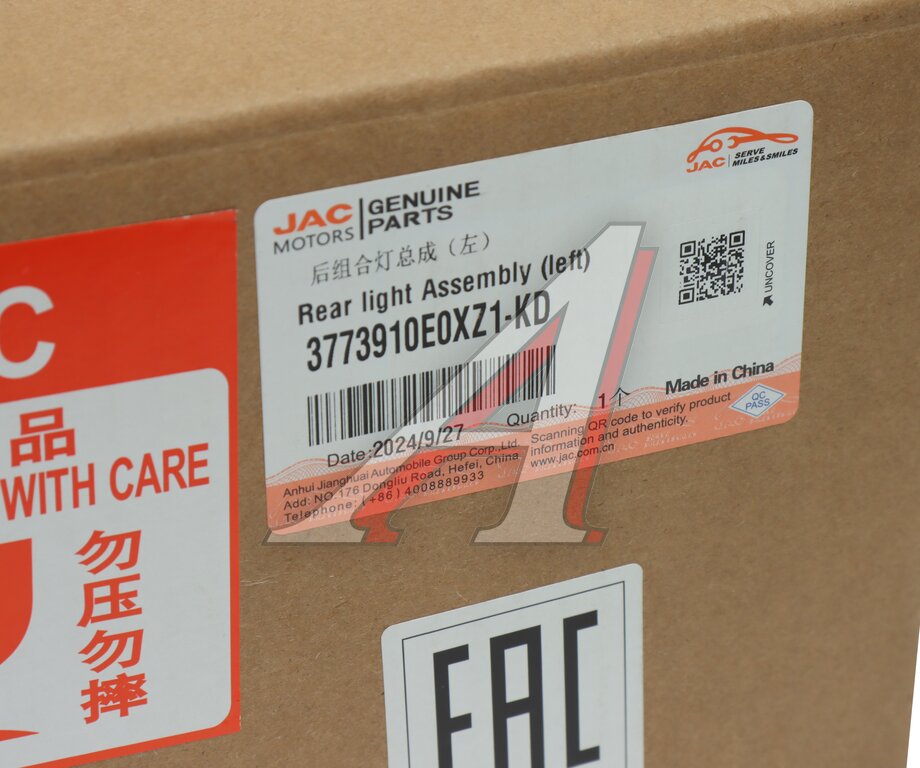 JAC MOTORS
GENUINE PARTS
JAC
SERVE
MILES & SMILES
后组合灯总成（左）
Rear light Assembly (left)
3773910E0XZ1-KD
UNCOVER
Made in China
Date:2024/9/27
Quantity: 1个
QC PASS
Anhui Jianghuai Automobile Group Corp.,Ltd.
Add: NO.176 Dongliu Road, Hefei, China
Telephone: (+86) 4008889933
Scanning QR code to verify product
information and authenticity.
www.jac.com.cn
C
品
WITH CARE
勿压勿摔
EAC